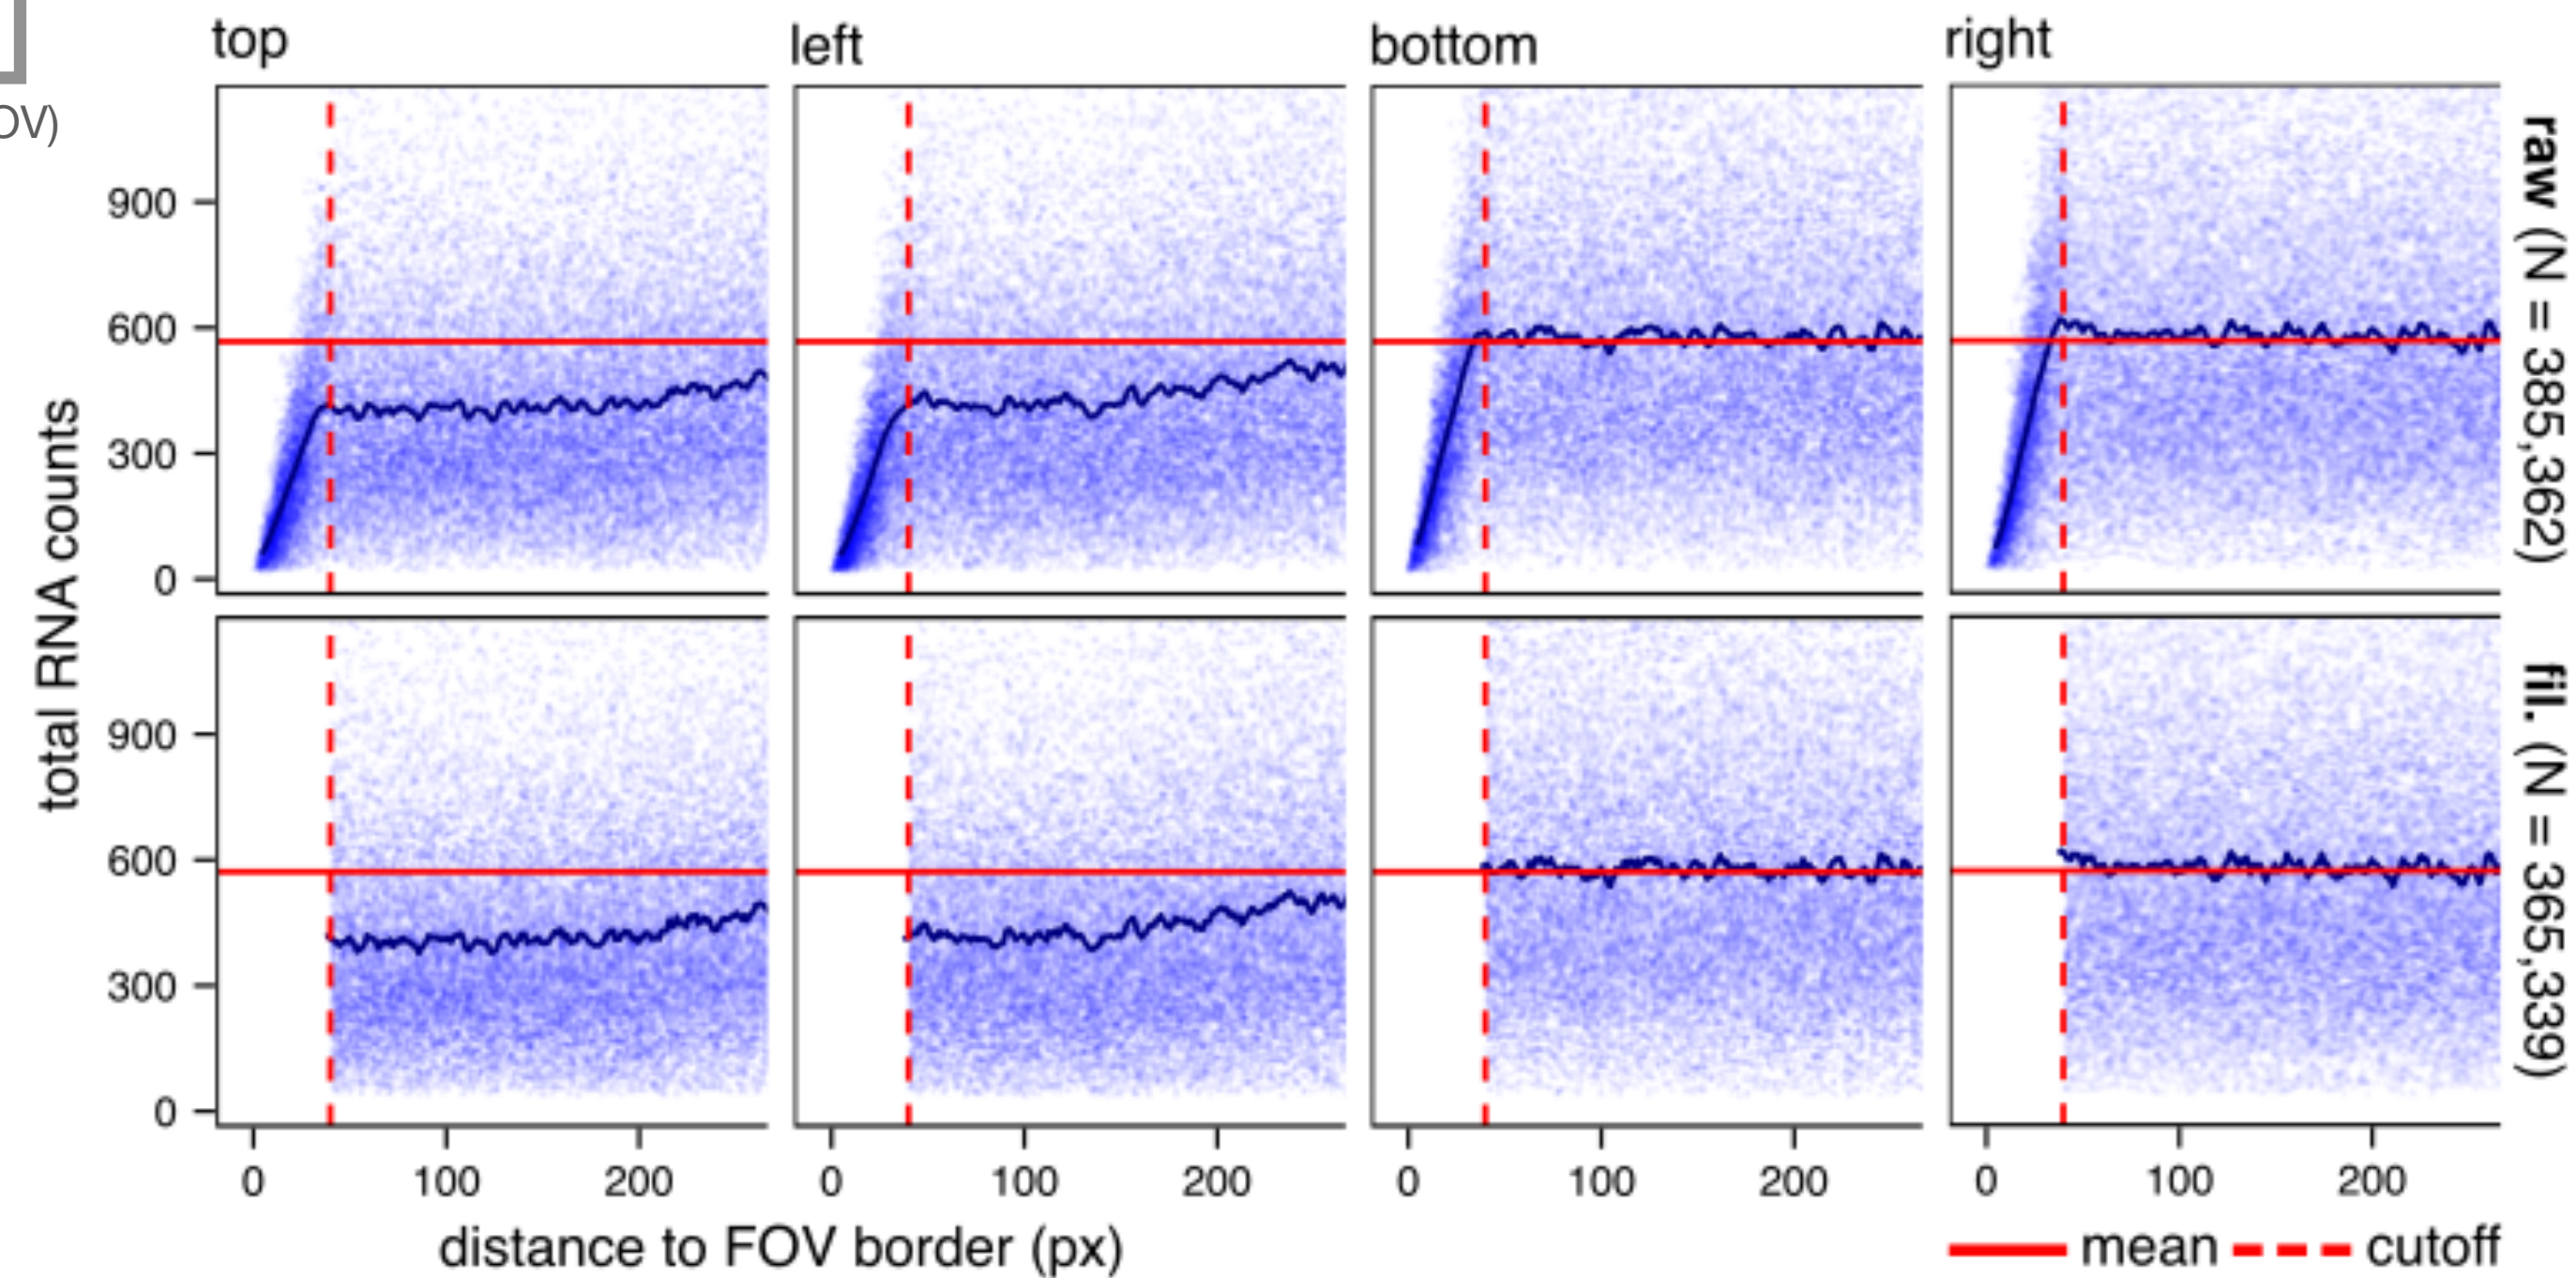 top
left
bottom
right
OV)
total RNA counts
900
600
300
0
900
600
300
0
raw (N = 385,362)
fil. (N = 365,339)
0 100 200
0 100 200
0 100 200
0 100 200
distance to FOV border (px)
mean
cutoff